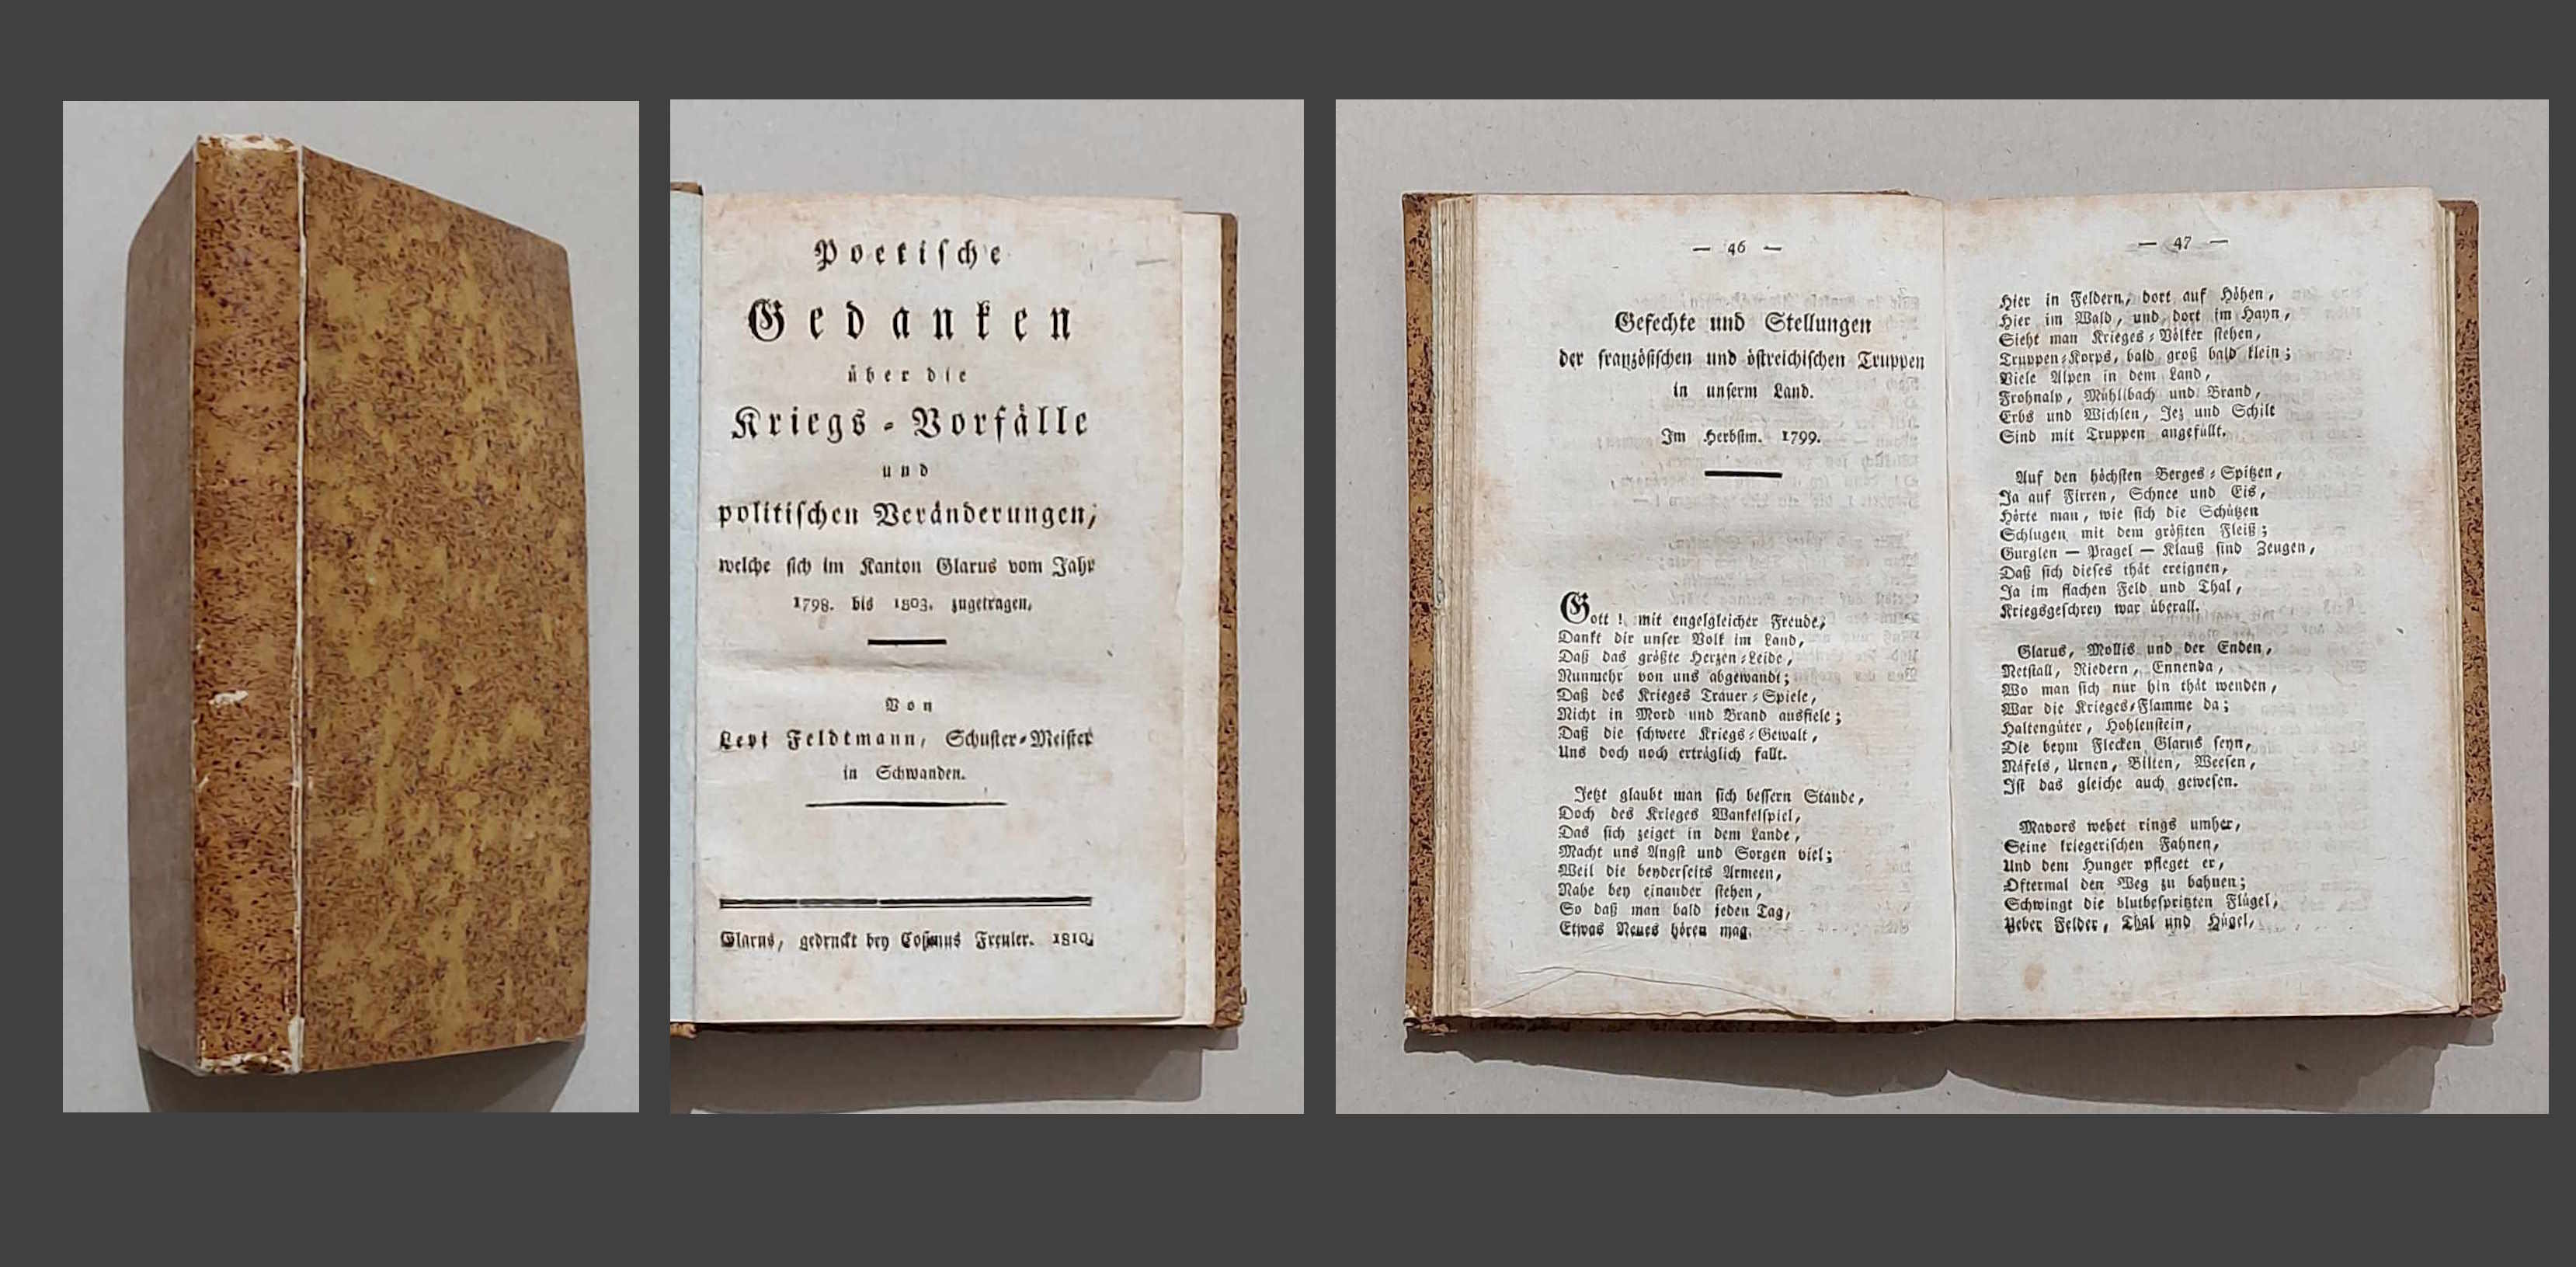 Poetische
Gedanken
über die
Kriegs-Vorfälle
und
politischen Veränderungen,
welche sich im Kanton Glarus vom Jahr
1798. bis 1803. zugetragen.
Von
Levi Feldtmann, Schuster-Meister
in Schwanden.
Glarus, gedruckt bey Cosmus Freuler. 1810.
— 46 —
Gefechte und Stellungen
der französischen und östreichischen Truppen
in unserm Land.
Im Herbstm. 1799.
Gott! mit engelgleicher Freude,
Dankt dir unser Volk im Land,
Daß das größte Herzen-Leide,
Nunmehr von uns abgewandt;
Daß des Krieges Trauer-Spiele,
Nicht in Mord und Brand ausfiele;
Daß die schwere Kriegs-Gewalt,
Uns doch noch erträglich fallt.
Jetzt glaubt man sich bessern Stande,
Doch des Krieges Wankelspiel,
Das sich zeiget in dem Lande,
Macht uns Angst und Sorgen viel;
Weil die beyderseits Armeen,
Nahe bey einander stehen,
So daß man bald jeden Tag,
Etwas Neues hören mag.
— 47 —
Hier in Feldern, dort auf Höhen,
Hier im Wald, und dort im Hayn,
Sieht man Krieges-Völker stehen,
Truppen-Korps, bald groß bald klein;
Viele Alpen in dem Land,
Frohnalp, Mühlibach und Brand,
Erbs und Wichlen, Jez und Schilt
Sind mit Truppen angefüllt.
Auf den höchsten Berges-Spitzen,
Ja auf Firren, Schnee und Eis,
Hörte man, wie sich die Schützen
Schlugen mit dem größten Fleiß;
Gurglen — Pragel — Klauß sind Zeugen,
Daß sich dieses thät ereignen,
Ja im flachen Feld und Thal,
Kriegsgeschrey war überall.
Glarus, Mollis und der Enden,
Netstall, Riedern, Ennenda,
Wo man sich nur hin thät wenden,
War die Krieges-Flamme da;
Haltengüter, Hohlenstein,
Die beym Flecken Glarus seyn,
Näfels, Urnen, Bilten, Weesen,
Ist das gleiche auch gewesen.
Mavors wehet rings umher,
Seine kriegerischen Fahnen,
Und dem Hunger pfleget er,
Oftermal den Weg zu bahnen;
Schwingt die blutbespritzten Flügel,
Ueber Felder, Thal und Hügel,